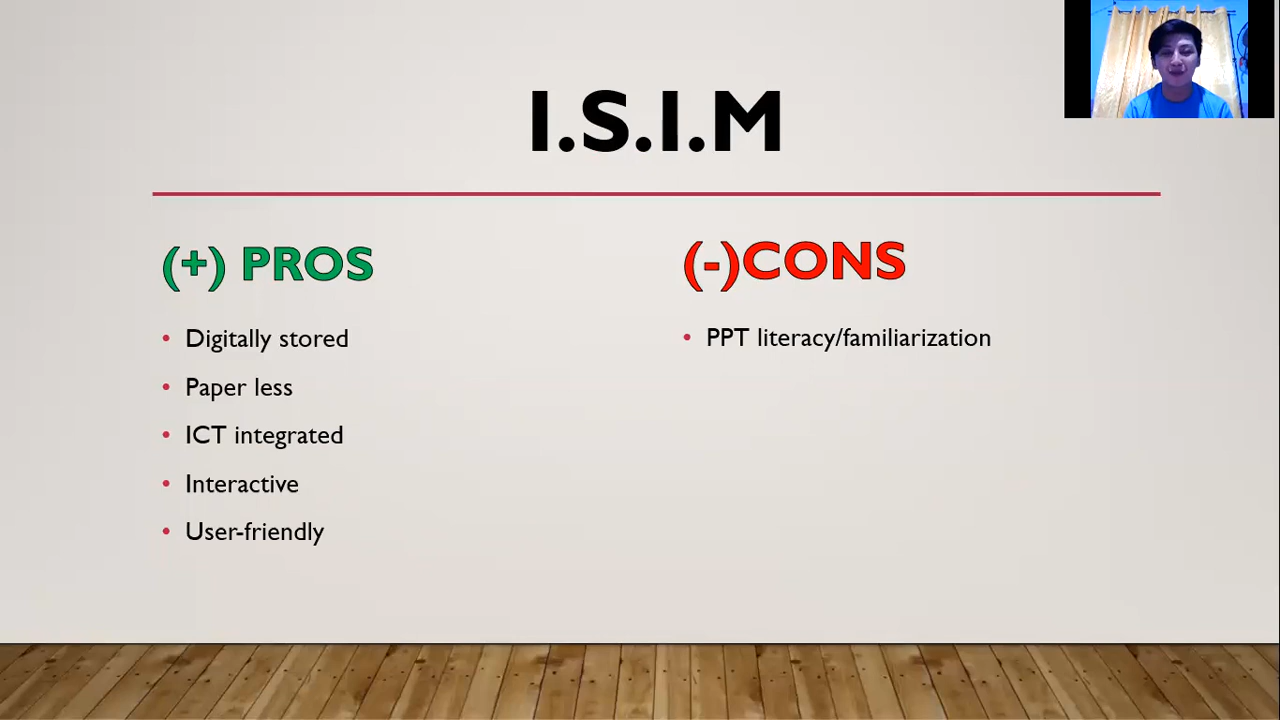 I.S.I.M
(+) PROS
• Digitally stored
• Paper less
• ICT integrated
• Interactive
• User-friendly
(-)CONS
• PPT literacy/familiarization